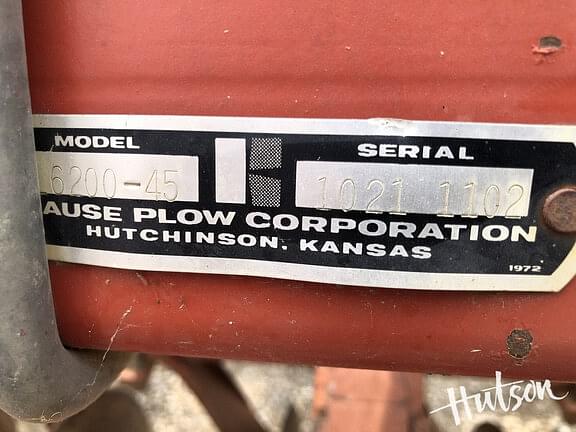 MODEL SERIAL
6200-45 1021 1102
AUSE PLOW CORPORATION
HUTCHINSON, KANSAS
1972
Hutson